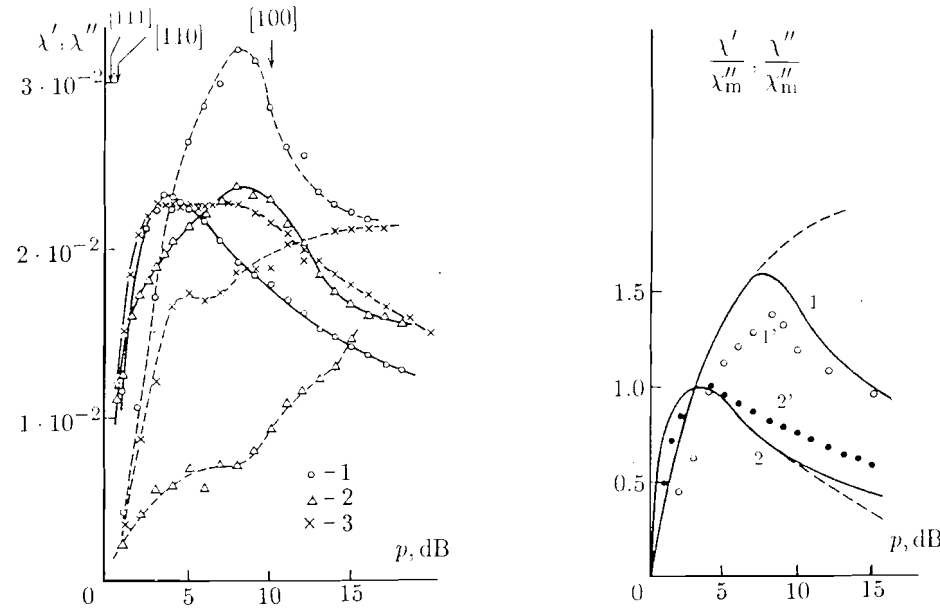 [111]
λ′, λ″ [110] [100]
3 · 10⁻²
2 · 10⁻²
1 · 10⁻²
○ – 1
△ – 2
× – 3
p, dB
0 5 10 15
λ′/λ″ₘ , λ″/λ″ₘ
1.5
1.0
0.5
1
1′
2′
2
p, dB
0 5 10 15